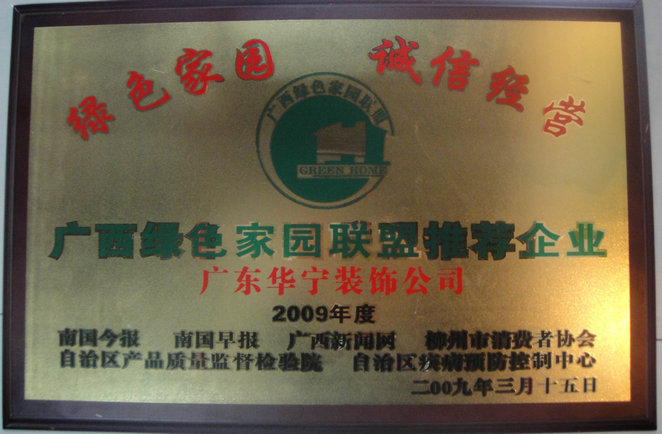 绿色家园 诚信经营
广西绿色家园联盟
GREEN HOME
广西绿色家园联盟推荐企业
广东华宁装饰公司
2009年度
南国今报 南国早报 广西新闻网 柳州市消费者协会
自治区产品质量监督检验院 自治区疾病预防控制中心
二00九年三月十五日